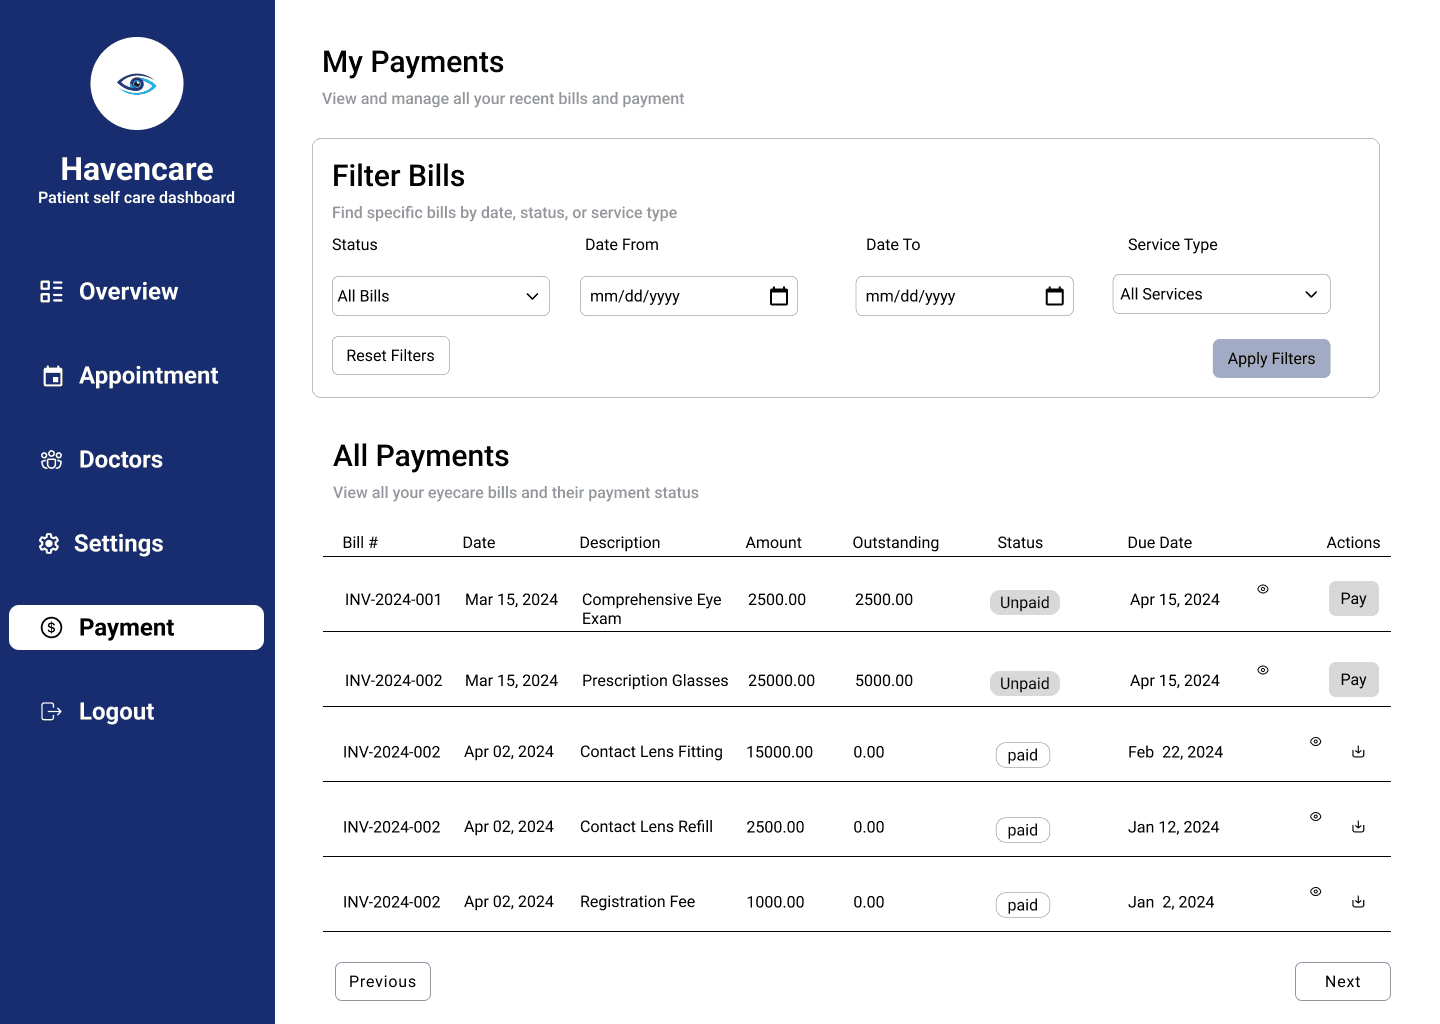 Havencare
Patient self care dashboard
Overview
Appointment
Doctors
Settings
Payment
Logout
My Payments
View and manage all your recent bills and payment
Filter Bills
Find specific bills by date, status, or service type
Status Date From Date To Service Type
All Bills mm/dd/yyyy mm/dd/yyyy All Services
Reset Filters Apply Filters
All Payments
View all your eyecare bills and their payment status
Bill # Date Description Amount Outstanding Status Due Date Actions
INV-2024-001 Mar 15, 2024 Comprehensive Eye 2500.00 2500.00 Unpaid Apr 15, 2024 Pay
Exam
INV-2024-002 Mar 15, 2024 Prescription Glasses 25000.00 5000.00 Unpaid Apr 15, 2024 Pay
INV-2024-002 Apr 02, 2024 Contact Lens Fitting 15000.00 0.00 paid Feb 22, 2024
INV-2024-002 Apr 02, 2024 Contact Lens Refill 2500.00 0.00 paid Jan 12, 2024
INV-2024-002 Apr 02, 2024 Registration Fee 1000.00 0.00 paid Jan 2, 2024
Previous Next